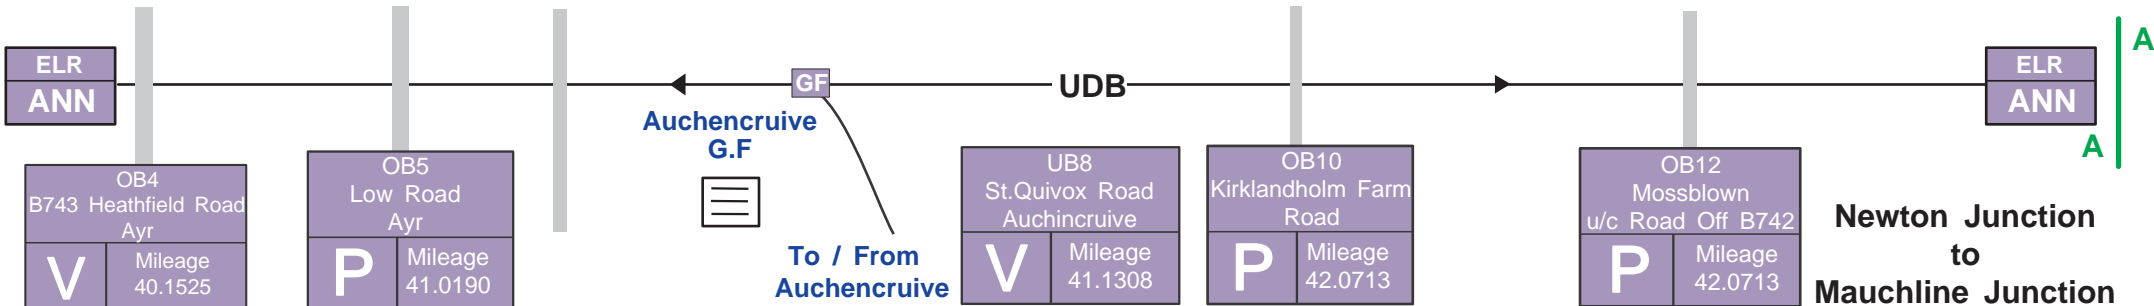 ELR
ANN
GF
UDB
ELR
ANN
A
A
Auchencruive
G.F
To / From
Auchencruive
OB4
B743 Heathfield Road
Ayr
V
Mileage
40.1525
OB5
Low Road
Ayr
P
Mileage
41.0190
UB8
St.Quivox Road
Auchincruive
V
Mileage
41.1308
OB10
Kirklandholm Farm
Road
P
Mileage
42.0713
OB12
Mossblown
u/c Road Off B742
P
Mileage
42.0713
Newton Junction
to
Mauchline Junction